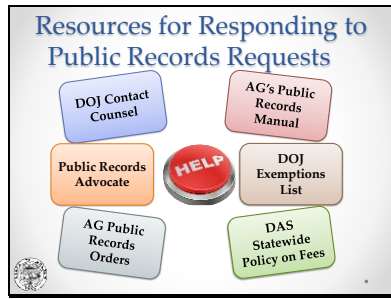 Resources for Responding to
Public Records Requests
DOJ Contact
Counsel
AG's Public
Records
Manual
Public Records
Advocate
HELP
DOJ
Exemptions
List
AG Public
Records
Orders
DAS
Statewide
Policy on Fees